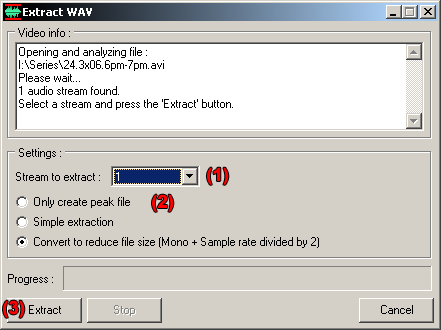 Extract WAV
Video info :
Opening and analyzing file :
I:\Series\24.3x06.6pm-7pm.avi
Please wait...
1 audio stream found.
Select a stream and press the 'Extract' button.
Settings :
Stream to extract : 1 (1)
Only create peak file (2)
Simple extraction
Convert to reduce file size (Mono + Sample rate divided by 2)
Progress :
(3) Extract Stop Cancel